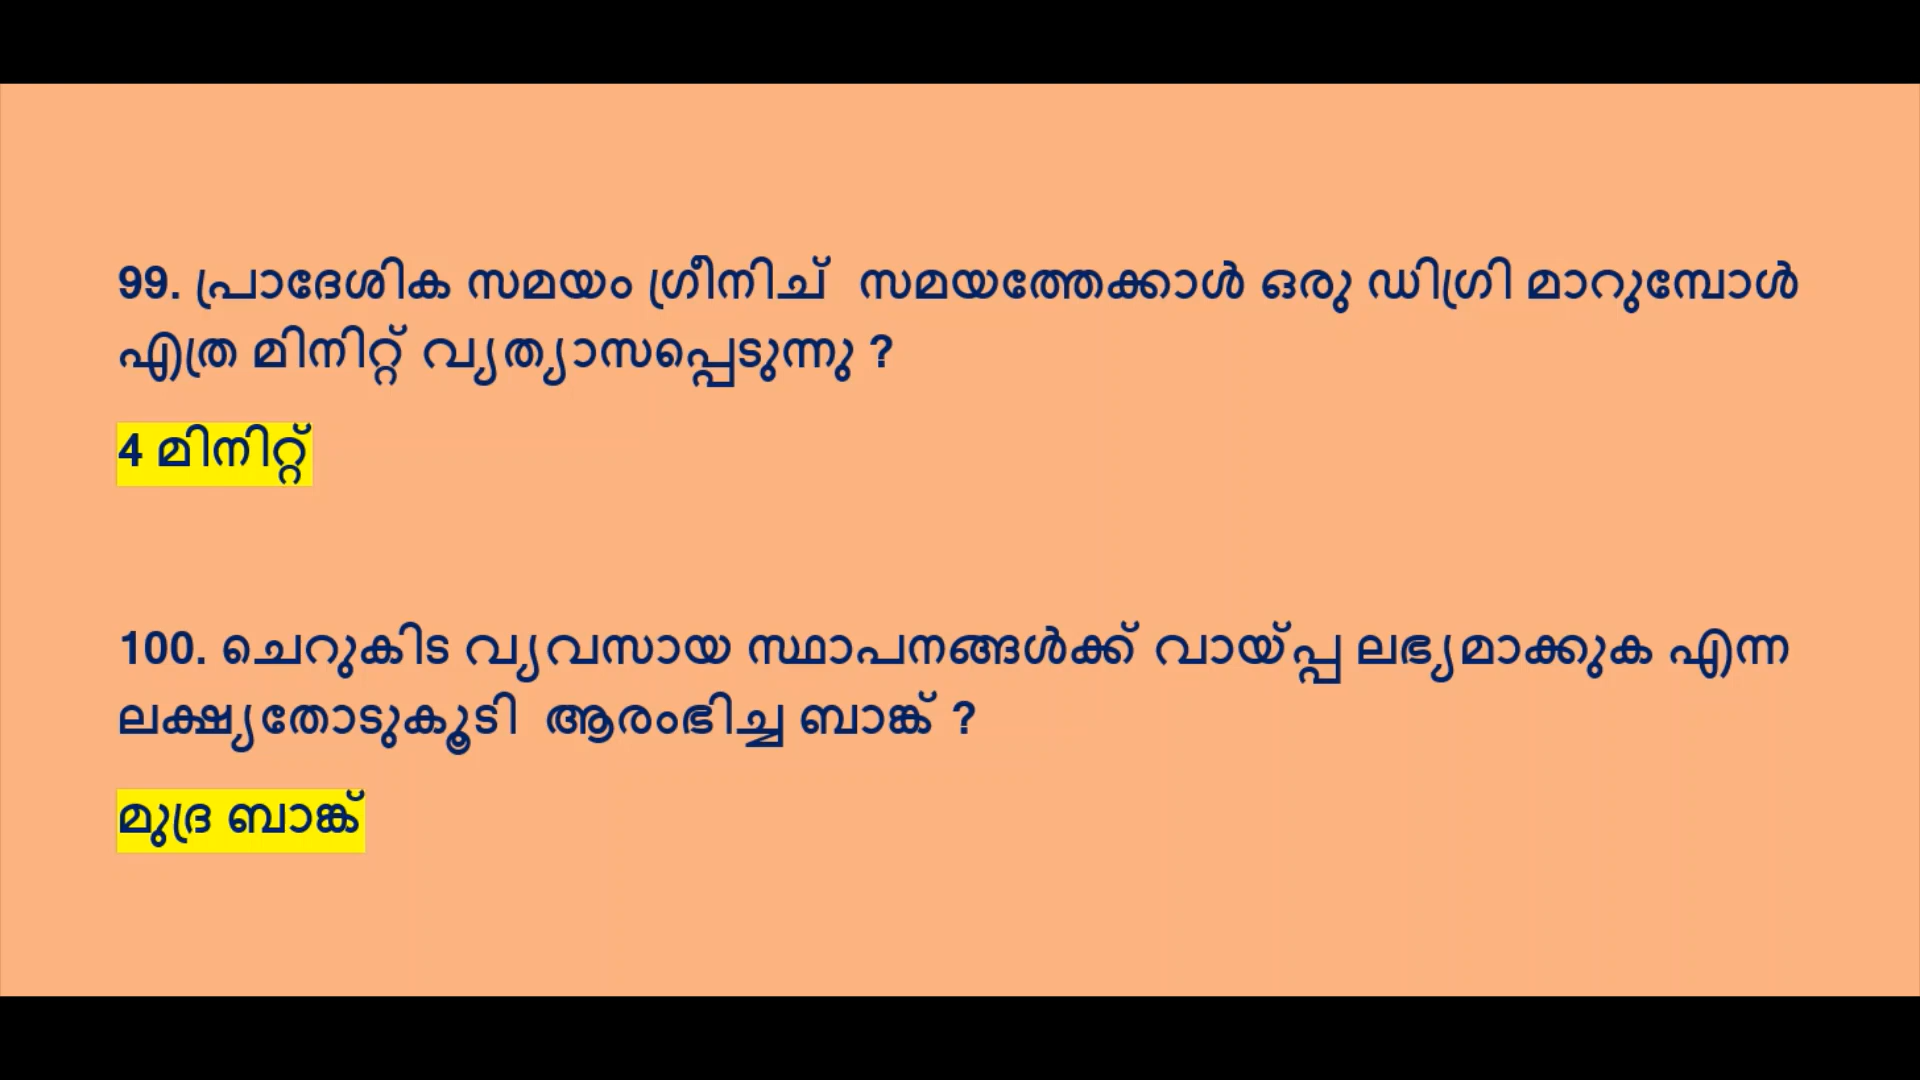 99. പ്രാദേശിക സമയം ഗ്രീനിച് സമയത്തേക്കാൾ ഒരു ഡിഗ്രി മാറുമ്പോൾ
എത്ര മിനിറ്റ് വ്യത്യാസപ്പെടുന്നു ?
4 മിനിറ്റ്
100. ചെറുകിട വ്യവസായ സ്ഥാപനങ്ങൾക്ക് വായ്പ്പ ലഭ്യമാക്കുക എന്ന
ലക്ഷ്യതോടുകൂടി ആരംഭിച്ച ബാങ്ക് ?
മുദ്ര ബാങ്ക്